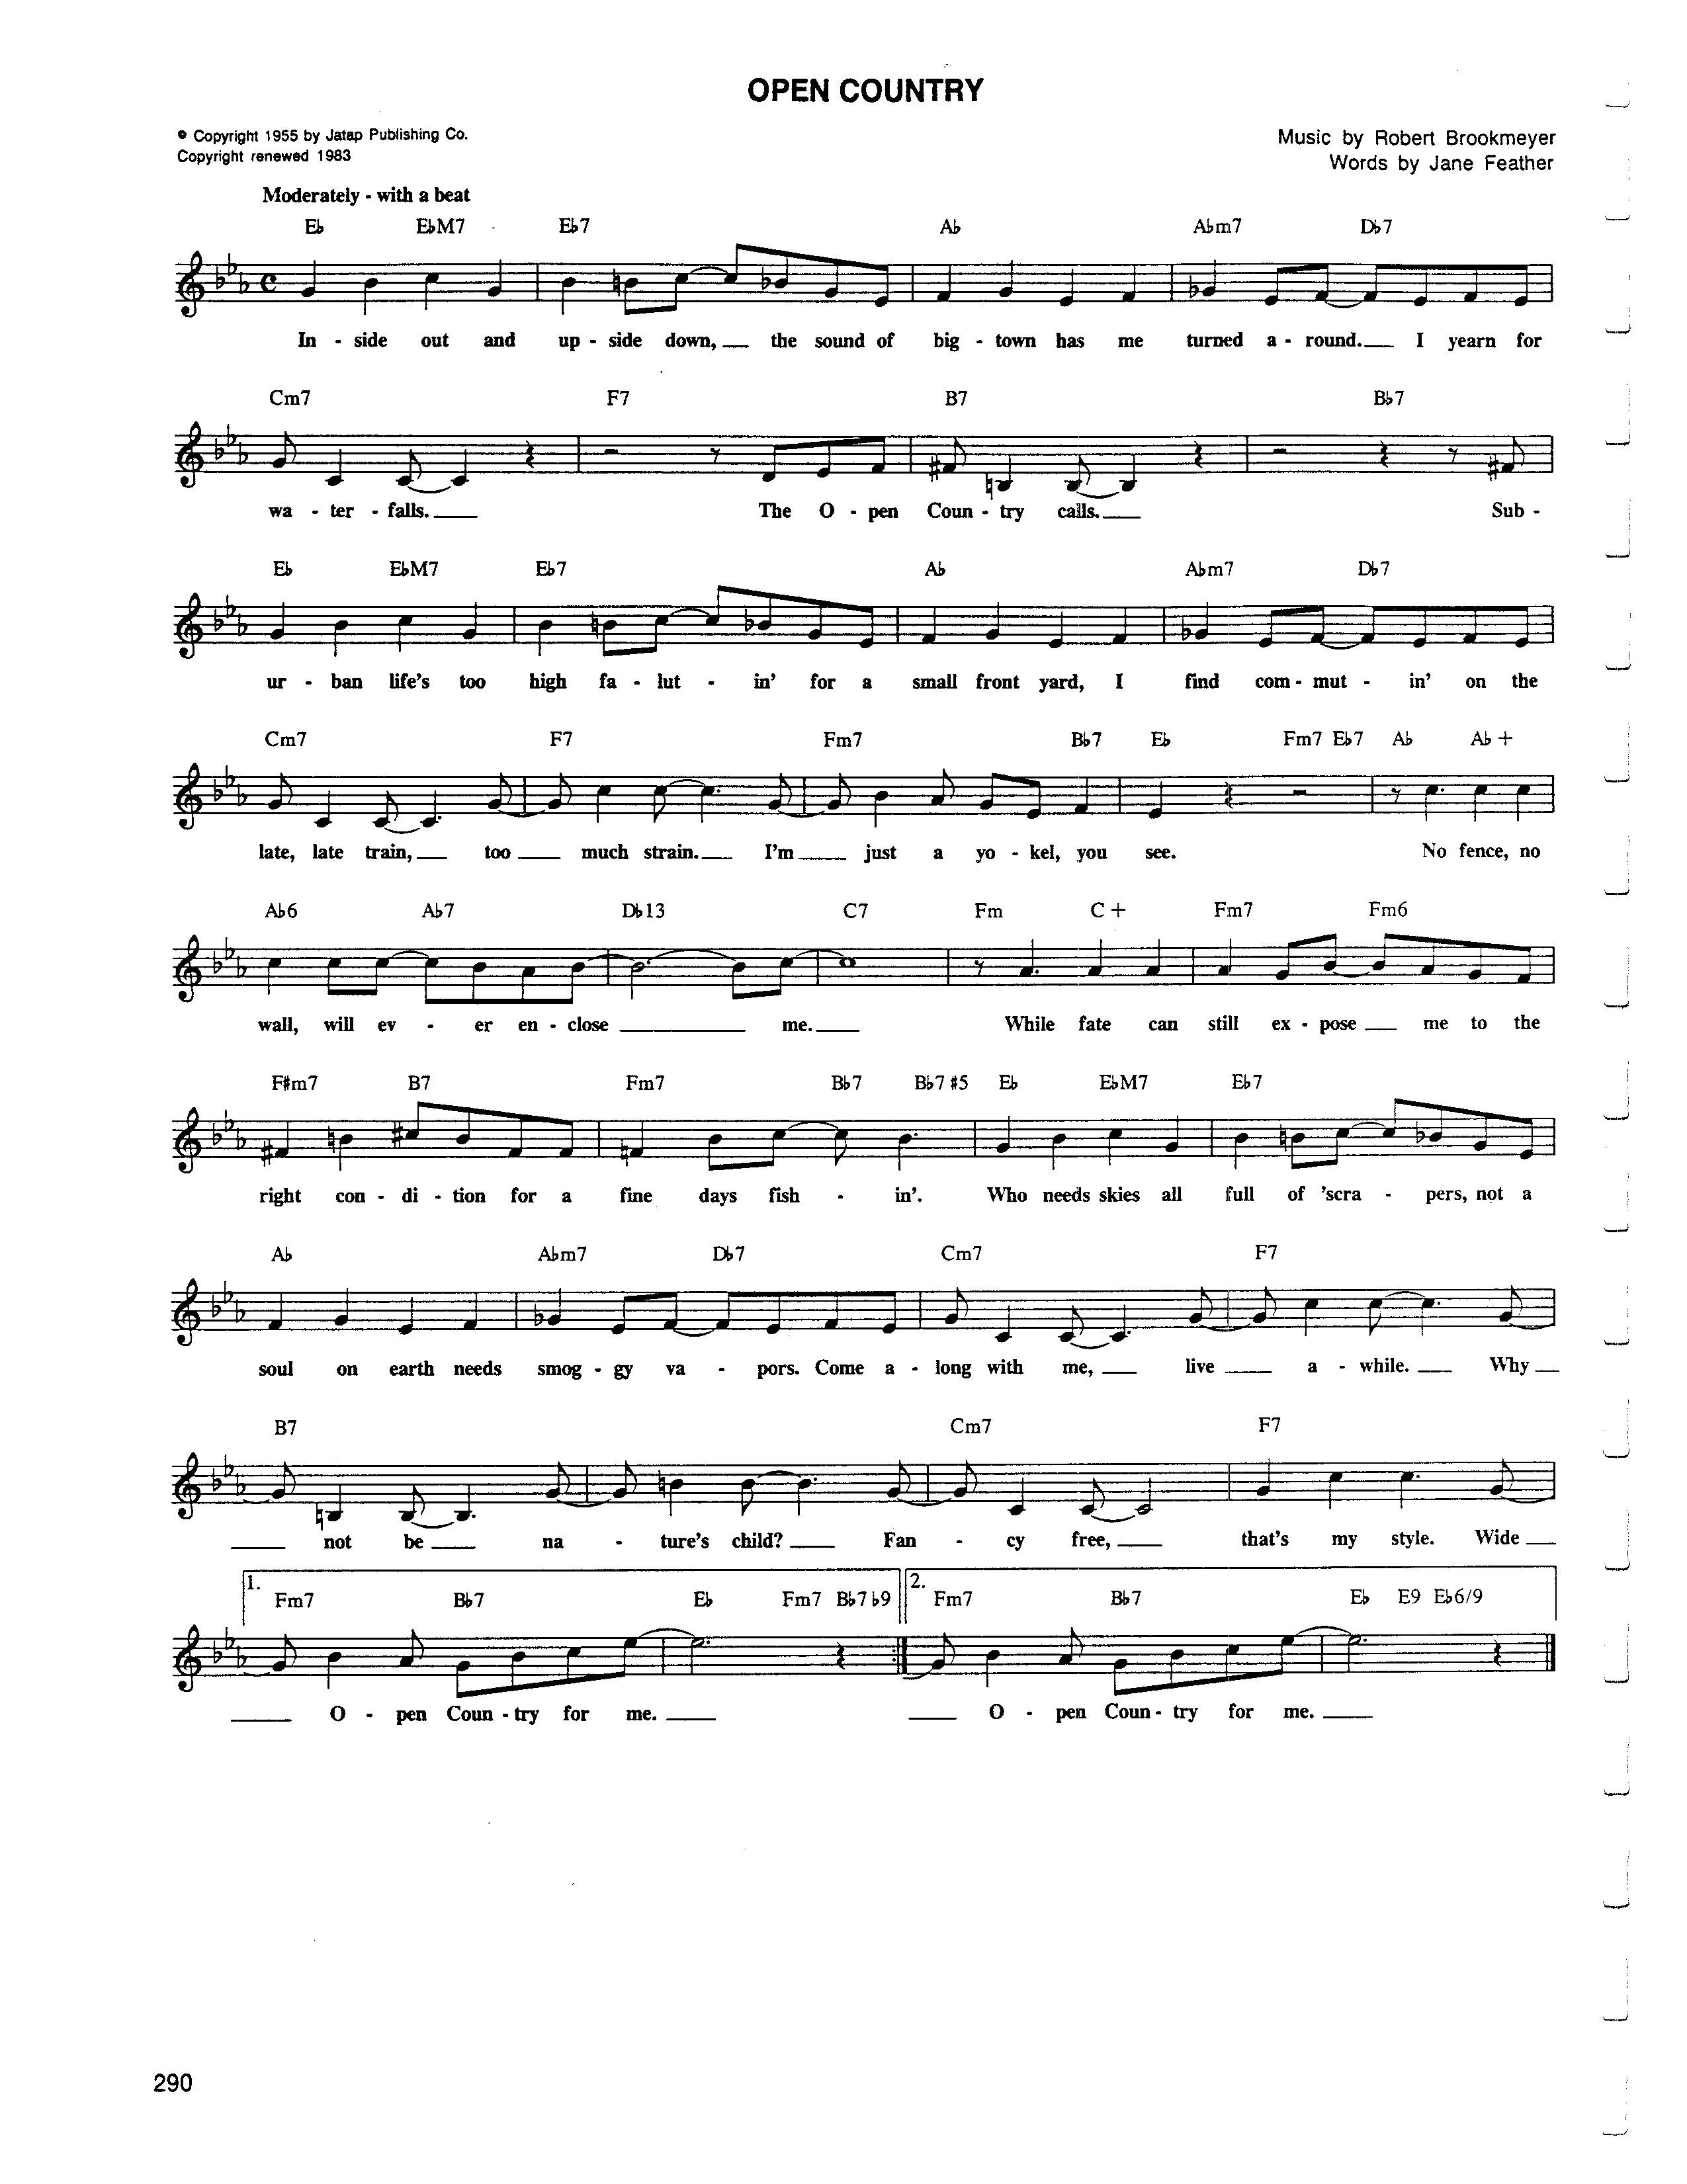 OPEN COUNTRY
© Copyright 1955 by Jatap Publishing Co.
Copyright renewed 1983
Music by Robert Brookmeyer
Words by Jane Feather
Moderately - with a beat
E♭ E♭M7 E♭7 A♭ A♭m7 D♭7
In - side out and up - side down, the sound of big - town has me turned a - round. I yearn for
Cm7 F7 B7 B♭7
wa - ter - falls. The O - pen Coun - try calls. Sub -
E♭ E♭M7 E♭7 A♭ A♭m7 D♭7
ur - ban life's too high fa - lut - in' for a small front yard, I find com - mut - in' on the
Cm7 F7 Fm7 B♭7 E♭ Fm7 E♭7 A♭ A♭+
late, late train, too much strain. I'm just a yo - kel, you see. No fence, no
A♭6 A♭7 D♭13 C7 Fm C+ Fm7 Fm6
wall, will ev - er en - close me. While fate can still ex - pose me to the
F#m7 B7 Fm7 B♭7 B♭7#5 E♭ E♭M7 E♭7
right con - di - tion for a fine days fish - in'. Who needs skies all full of 'scra - pers, not a
A♭ A♭m7 D♭7 Cm7 F7
soul on earth needs smog - gy va - pors. Come a - long with me, live a - while. Why
B7 Cm7 F7
not be na - ture's child? Fan - cy free, that's my style. Wide
1. Fm7 B♭7 E♭ Fm7 B♭7♭9 2. Fm7 B♭7 E♭ E9 E♭6/9
O - pen Coun - try for me. O - pen Coun - try for me.
290